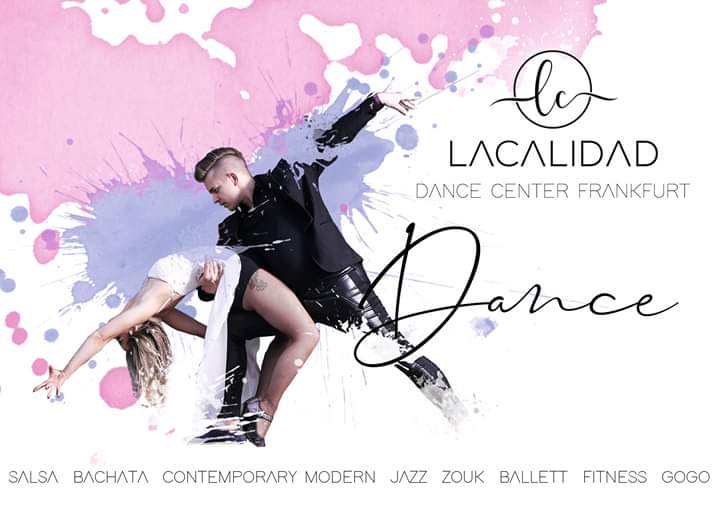 lc
LACALIDAD
DANCE CENTER FRANKFURT
Dance
SALSA BACHATA CONTEMPORARY MODERN JAZZ ZOUK BALLETT FITNESS GOGO